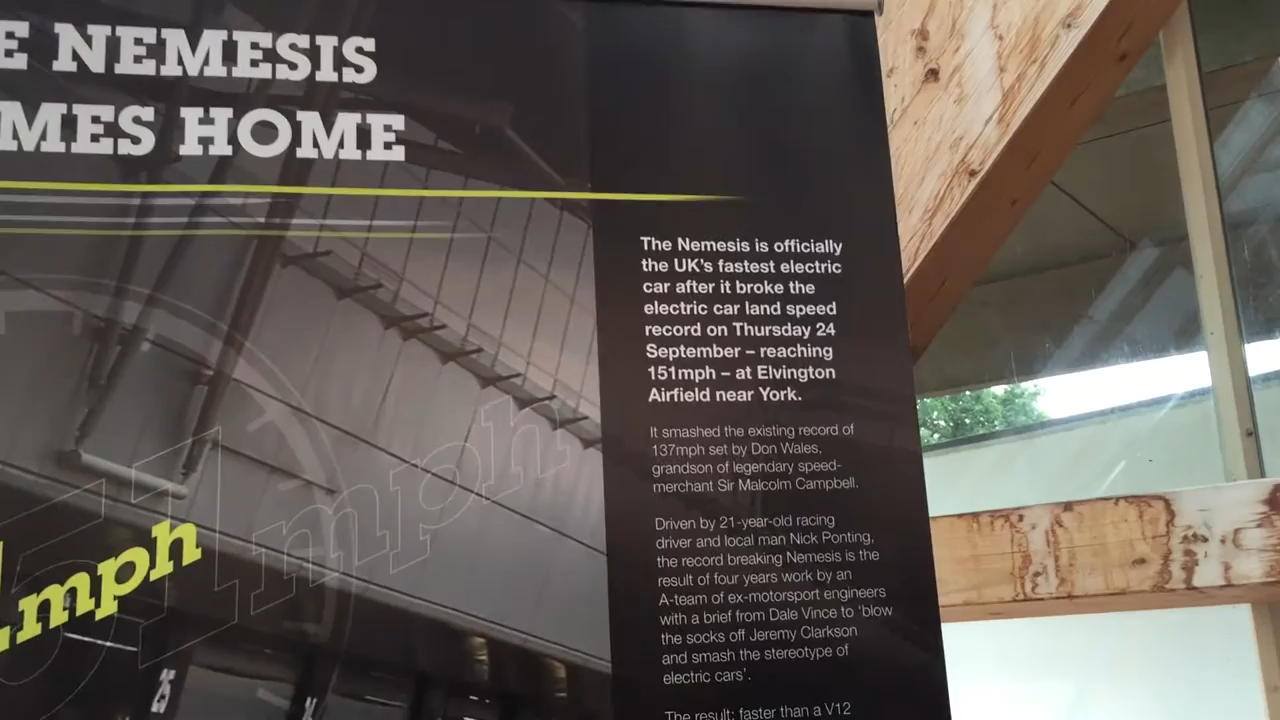 E NEMESIS
MES HOME
The Nemesis is officially
the UK's fastest electric
car after it broke the
electric car land speed
record on Thursday 24
September – reaching
151mph – at Elvington
Airfield near York.
It smashed the existing record of
137mph set by Don Wales,
grandson of legendary speed-
merchant Sir Malcolm Campbell.
Driven by 21-year-old racing
driver and local man Nick Ponting,
the record breaking Nemesis is the
result of four years work by an
A-team of ex-motorsport engineers
with a brief from Dale Vince to 'blow
the socks off Jeremy Clarkson
and smash the stereotype of
electric cars'.
The result: faster than a V12
51mph
1mph
25